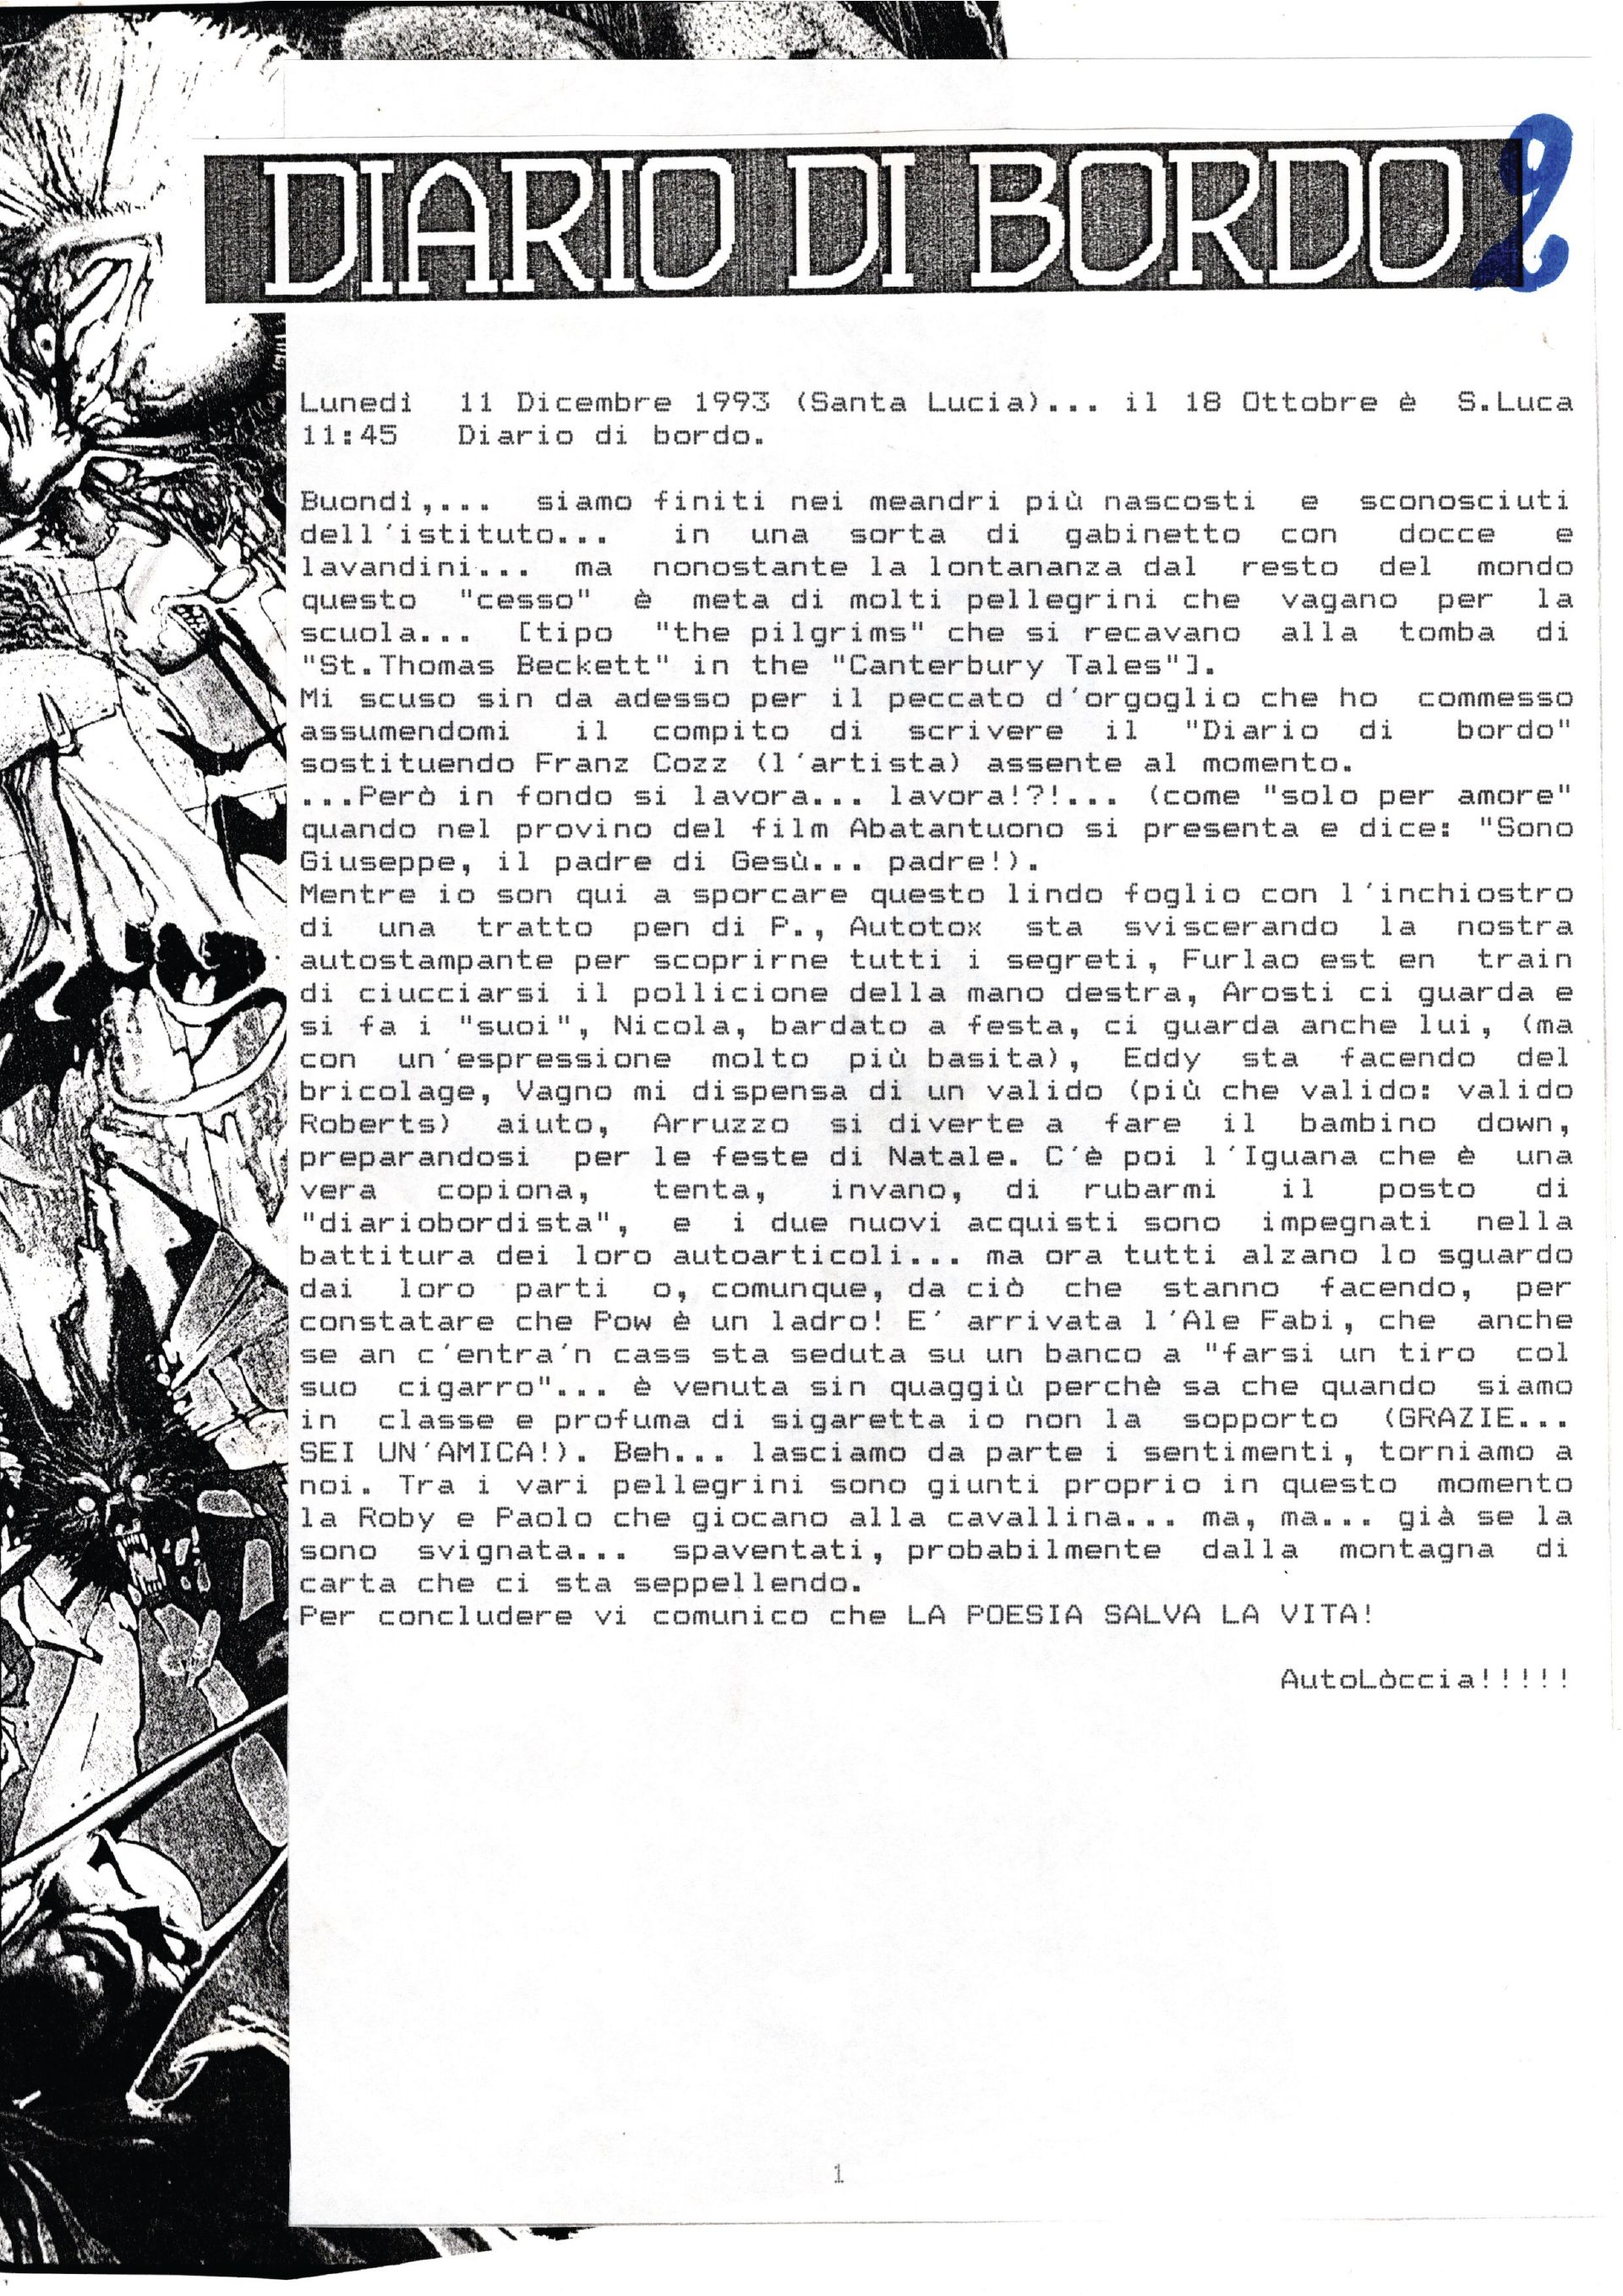 DIARIO DI BORDO 2
Lunedì 11 Dicembre 1993 (Santa Lucia)... il 18 Ottobre è S.Luca
11:45 Diario di bordo.
Buondì,... siamo finiti nei meandri più nascosti e sconosciuti
dell'istituto... in una sorta di gabinetto con docce e
lavandini... ma nonostante la lontananza dal resto del mondo
questo "cesso" è meta di molti pellegrini che vagano per la
scuola... [tipo "the pilgrims" che si recavano alla tomba di
"St.Thomas Beckett" in the "Canterbury Tales"].
Mi scuso sin da adesso per il peccato d'orgoglio che ho commesso
assumendomi il compito di scrivere il "Diario di bordo"
sostituendo Franz Cozz (l'artista) assente al momento.
...Però in fondo si lavora... lavora!?!... (come "solo per amore"
quando nel provino del film Abatantuono si presenta e dice: "Sono
Giuseppe, il padre di Gesù... padre!).
Mentre io son qui a sporcare questo lindo foglio con l'inchiostro
di una tratto pen di P., Autotox sta sviscerando la nostra
autostampante per scoprirne tutti i segreti, Furlao est en train
di ciucciarsi il pollicione della mano destra, Arosti ci guarda e
si fa i "suoi", Nicola, bardato a festa, ci guarda anche lui, (ma
con un'espressione molto più basita), Eddy sta facendo del
bricolage, Vagno mi dispensa di un valido (più che valido: valido
Roberts) aiuto, Arruzzo si diverte a fare il bambino down,
preparandosi per le feste di Natale. C'è poi l'Iguana che è una
vera copiona, tenta, invano, di rubarmi il posto di
"diariobordista", e i due nuovi acquisti sono impegnati nella
battitura dei loro autoarticoli... ma ora tutti alzano lo sguardo
dai loro parti o, comunque, da ciò che stanno facendo, per
constatare che Pow è un ladro! E' arrivata l'Ale Fabi, che anche
se an c'entra'n cass sta seduta su un banco a "farsi un tiro col
suo cigarro"... è venuta sin quaggiù perchè sa che quando siamo
in classe e profuma di sigaretta io non la sopporto (GRAZIE...
SEI UN'AMICA!). Beh... lasciamo da parte i sentimenti, torniamo a
noi. Tra i vari pellegrini sono giunti proprio in questo momento
la Roby e Paolo che giocano alla cavallina... ma, ma... già se la
sono svignata... spaventati, probabilmente dalla montagna di
carta che ci sta seppellendo.
Per concludere vi comunico che LA POESIA SALVA LA VITA!
AutoLòccia!!!!!
1